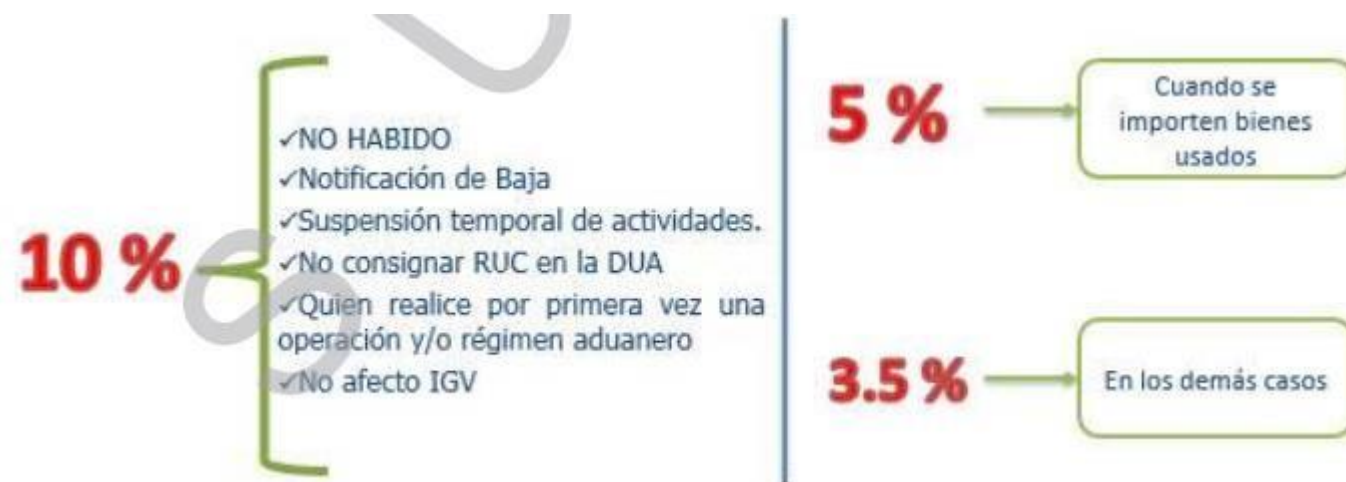 10 %
✓NO HABIDO
✓Notificación de Baja
✓Suspensión temporal de actividades.
✓No consignar RUC en la DUA
✓Quien realice por primera vez una
operación y/o régimen aduanero
✓No afecto IGV
5 %
Cuando se
importen bienes
usados
3.5 %
En los demás casos